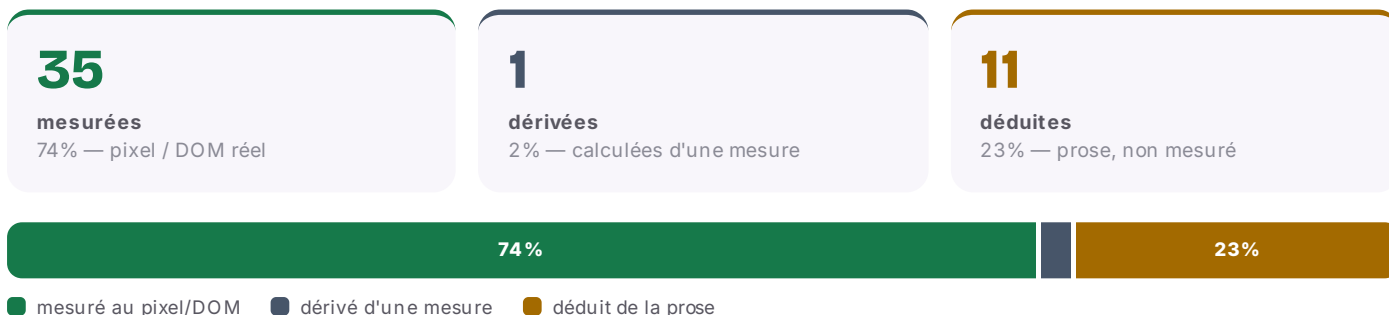 35
mesurées
74% — pixel / DOM réel
1
dérivées
2% — calculées d'une mesure
11
déduites
23% — prose, non mesuré
74%
23%
mesuré au pixel/DOM
dérivé d'une mesure
déduit de la prose